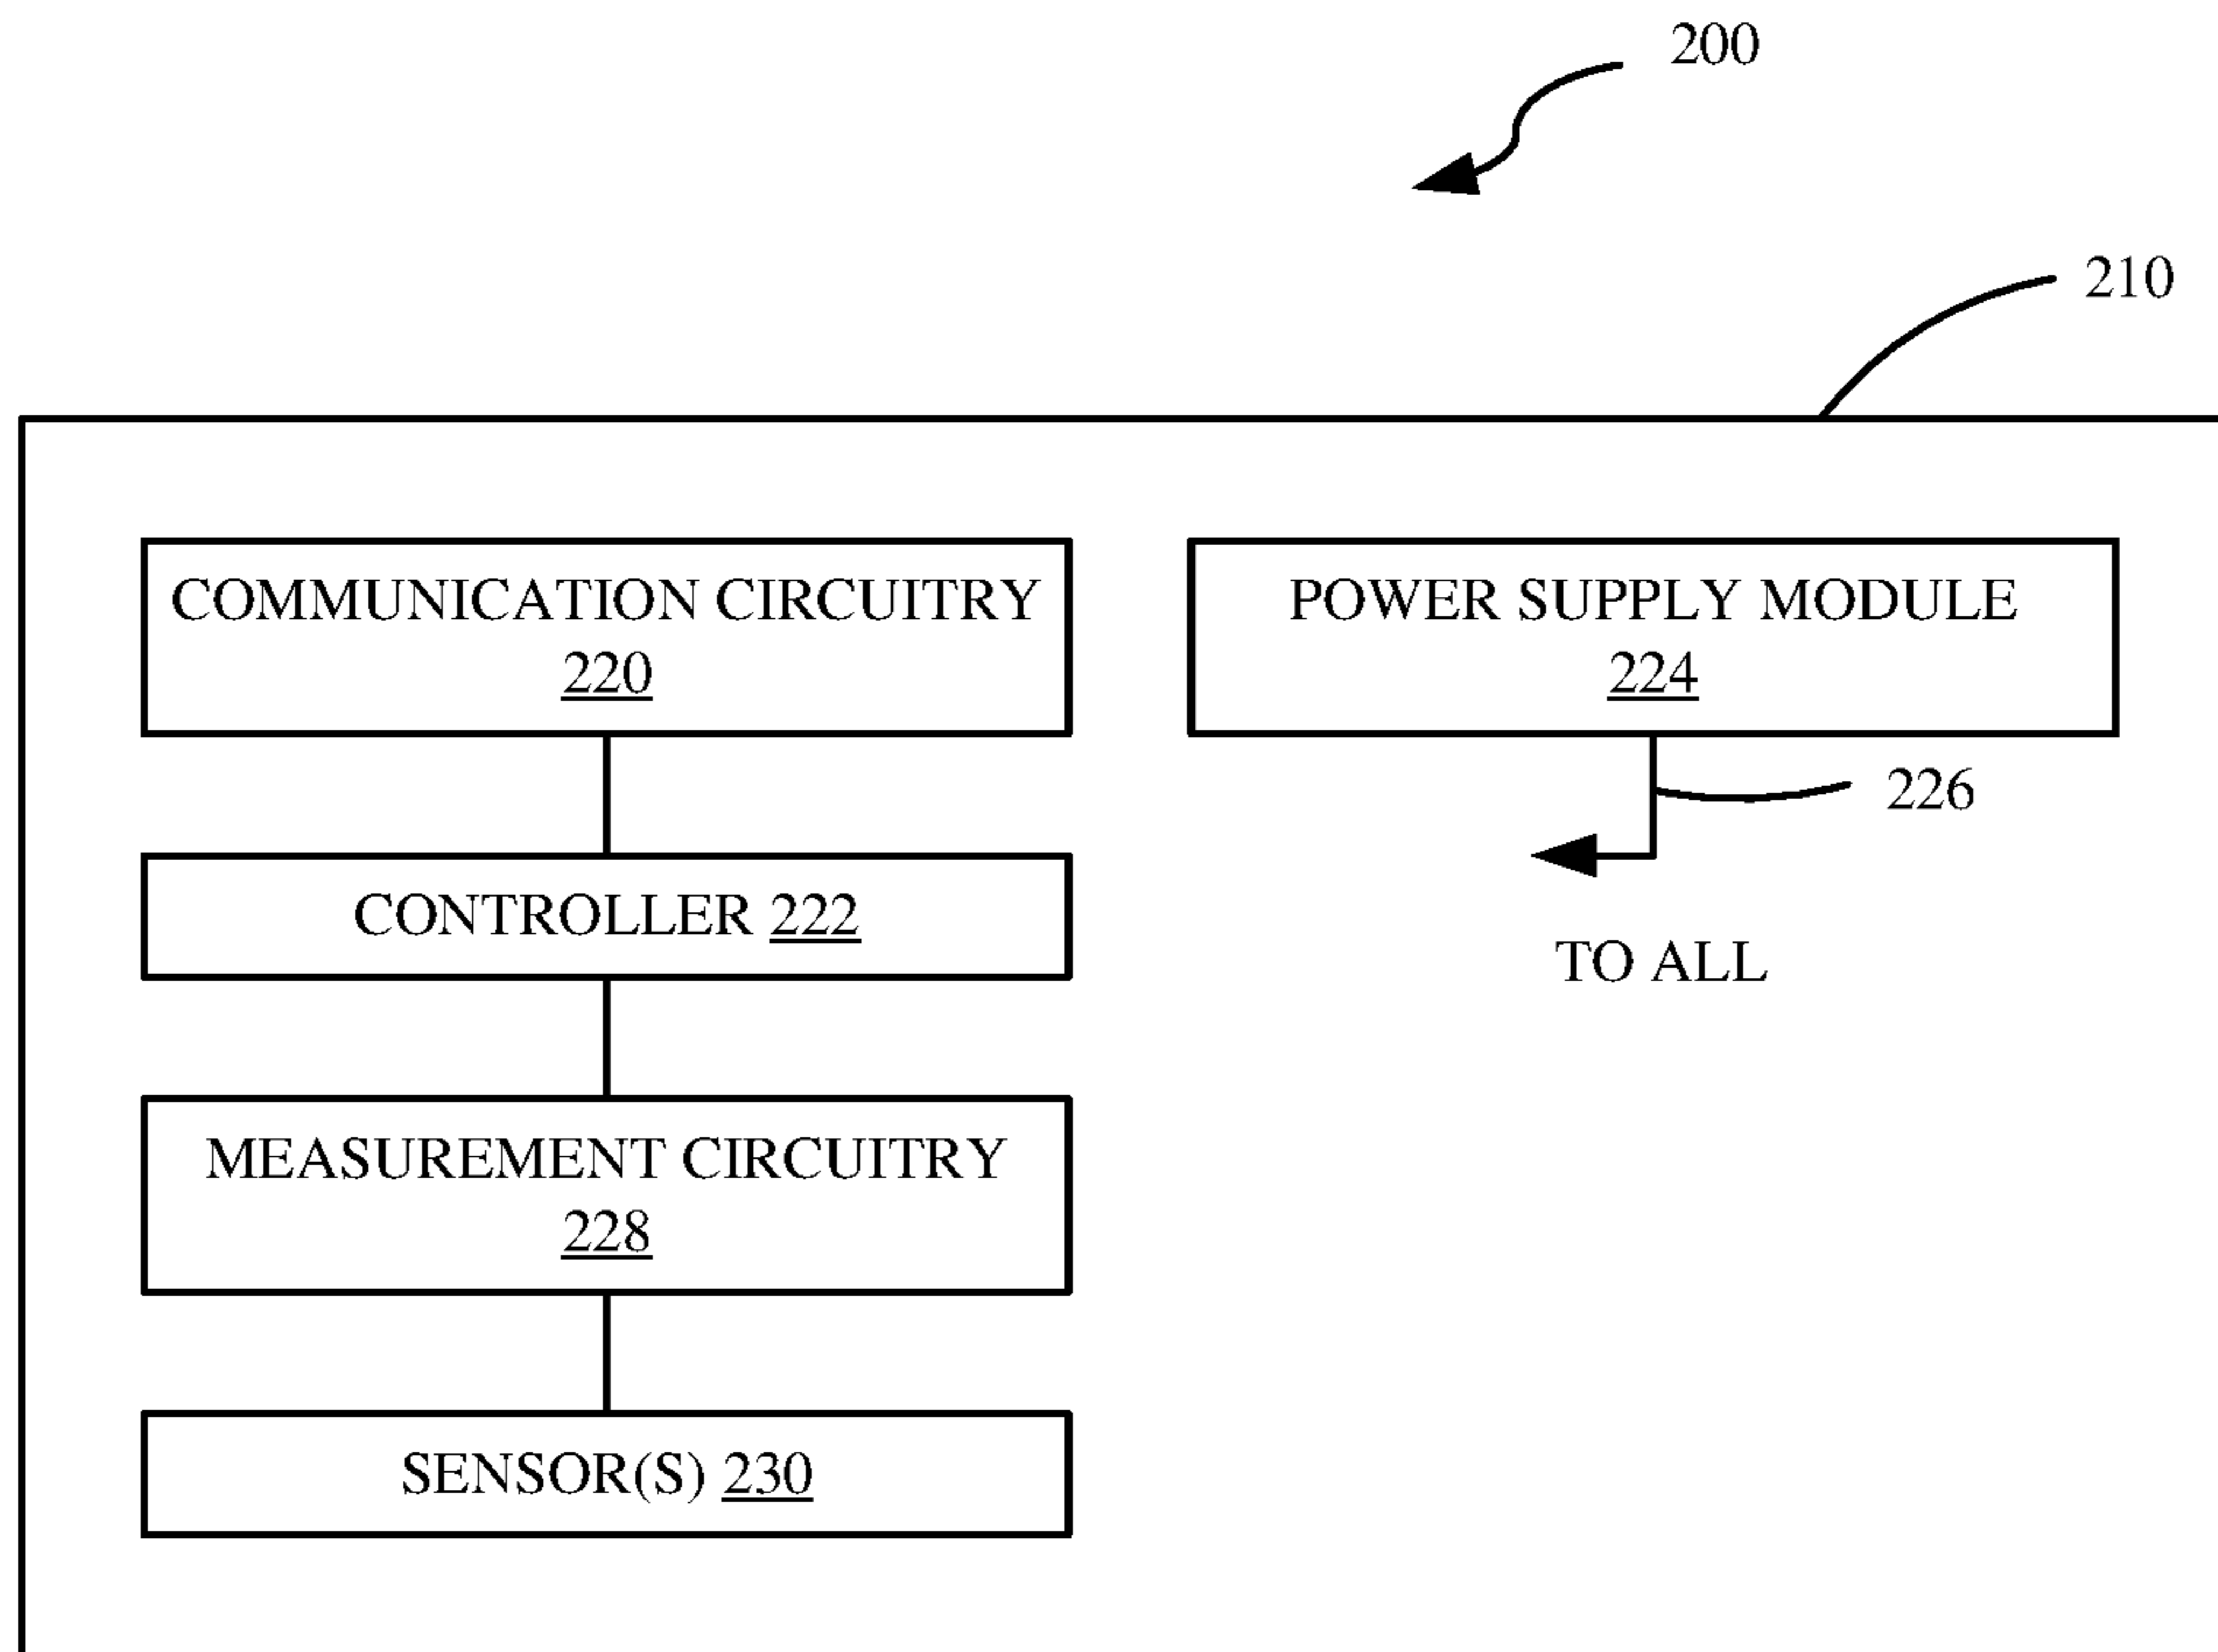 200
210
COMMUNICATION CIRCUITRY
220
POWER SUPPLY MODULE
224
226
CONTROLLER 222
TO ALL
MEASUREMENT CIRCUITRY
228
SENSOR(S) 230